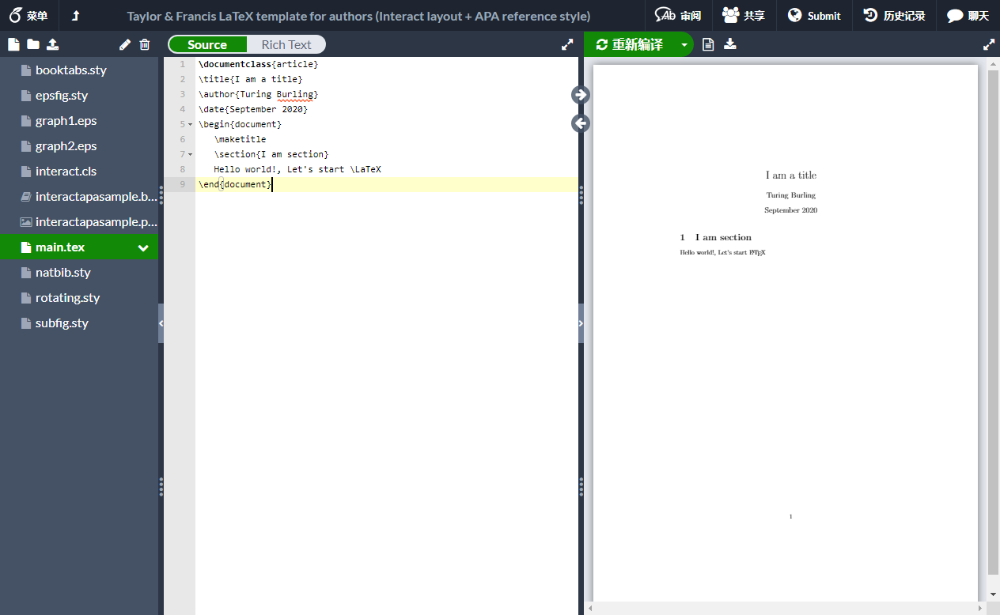 菜单
Taylor & Francis LaTeX template for authors (Interact layout + APA reference style)
Ab 审阅
共享
Submit
历史记录
聊天
Source
Rich Text
重新编译
booktabs.sty
epsfig.sty
graph1.eps
graph2.eps
interact.cls
interactapasample.b...
interactapasample.p...
main.tex
natbib.sty
rotating.sty
subfig.sty
1 \documentclass{article}
2 \title{I am a title}
3 \author{Turing Burling}
4 \date{September 2020}
5 \begin{document}
6 \maketitle
7 \section{I am section}
8 Hello world!, Let's start \LaTeX
9 \end{document}
I am a title
Turing Burling
September 2020
1 I am section
Hello world!, Let's start LATEX
1